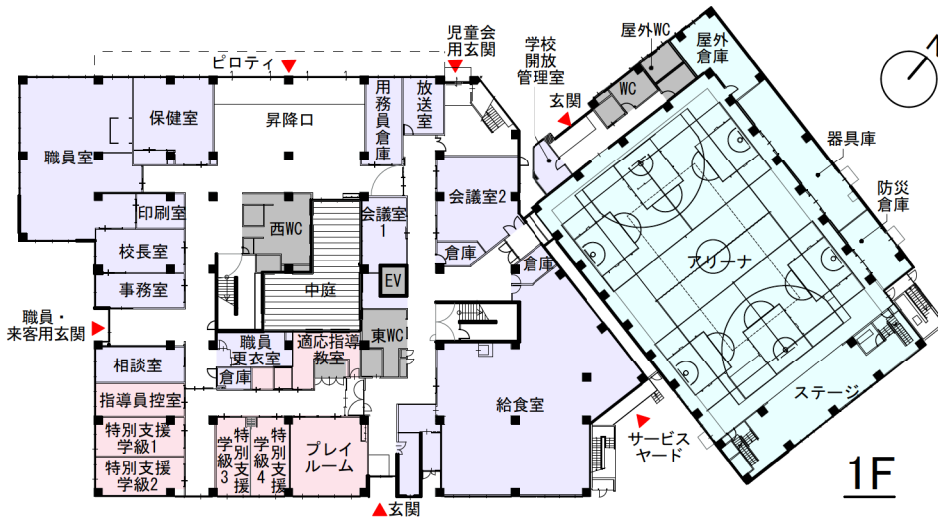 児童会
用玄関
学校
開放
管理室
屋外WC
屋外
倉庫
ピロティ
玄関
WC
保健室
昇降口
用務員倉庫
放送室
職員室
器具庫
会議室2
防災
倉庫
印刷室
西WC
会議室
1
校長室
倉庫
倉庫
アリーナ
事務室
中庭
EV
職員・
来客用玄関
職員
更衣室
適応指導
教室
東WC
相談室
倉庫
指導員控室
給食室
ステージ
特別支援
学級1
特別支援
学級3
特別支援
学級4
プレイ
ルーム
サービス
ヤード
特別支援
学級2
1F
玄関